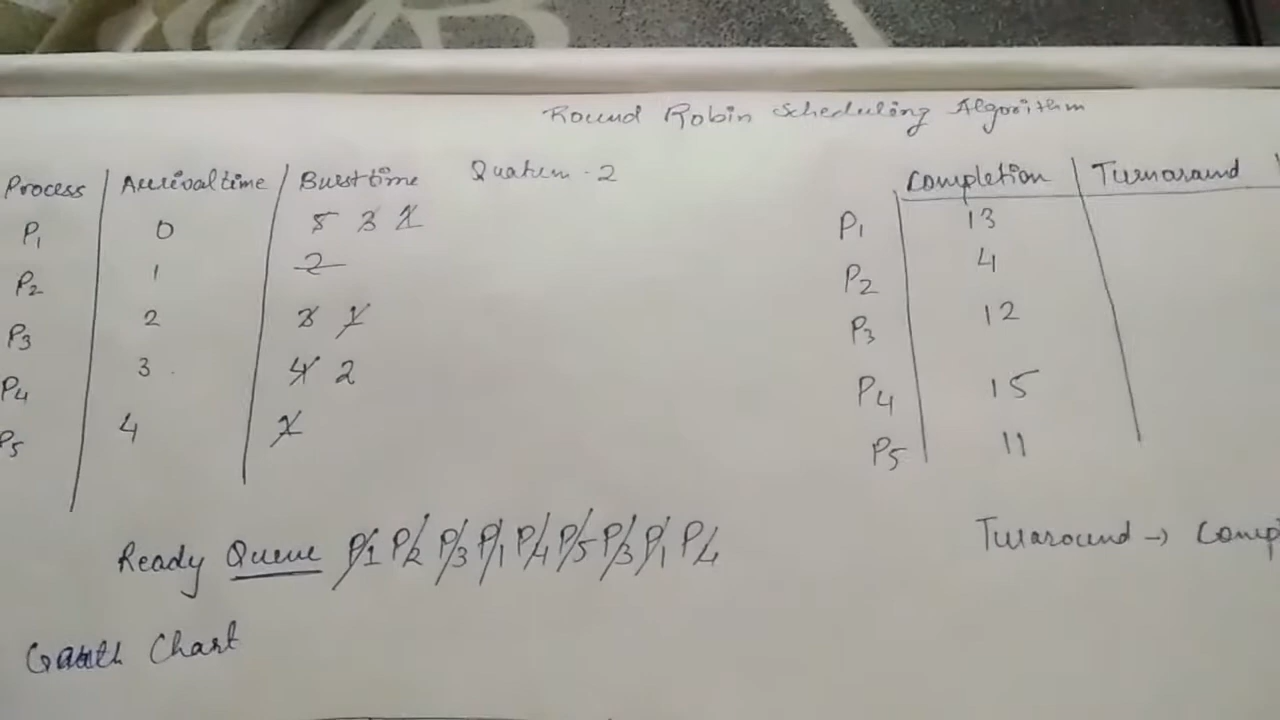 Round Robin Scheduling Algorithm
Process Arrival time Burst time Quatum - 2
P1 0 5 3 1
P2 1 2
P3 2 3 1
P4 3 4 2
P5 4 1
Completion Turnaround
P1 13
P2 4
P3 12
P4 15
P5 11
Turnaround → Comp
Ready Queue P1 P2 P3 P1 P4 P5 P3 P1 P4
Chart